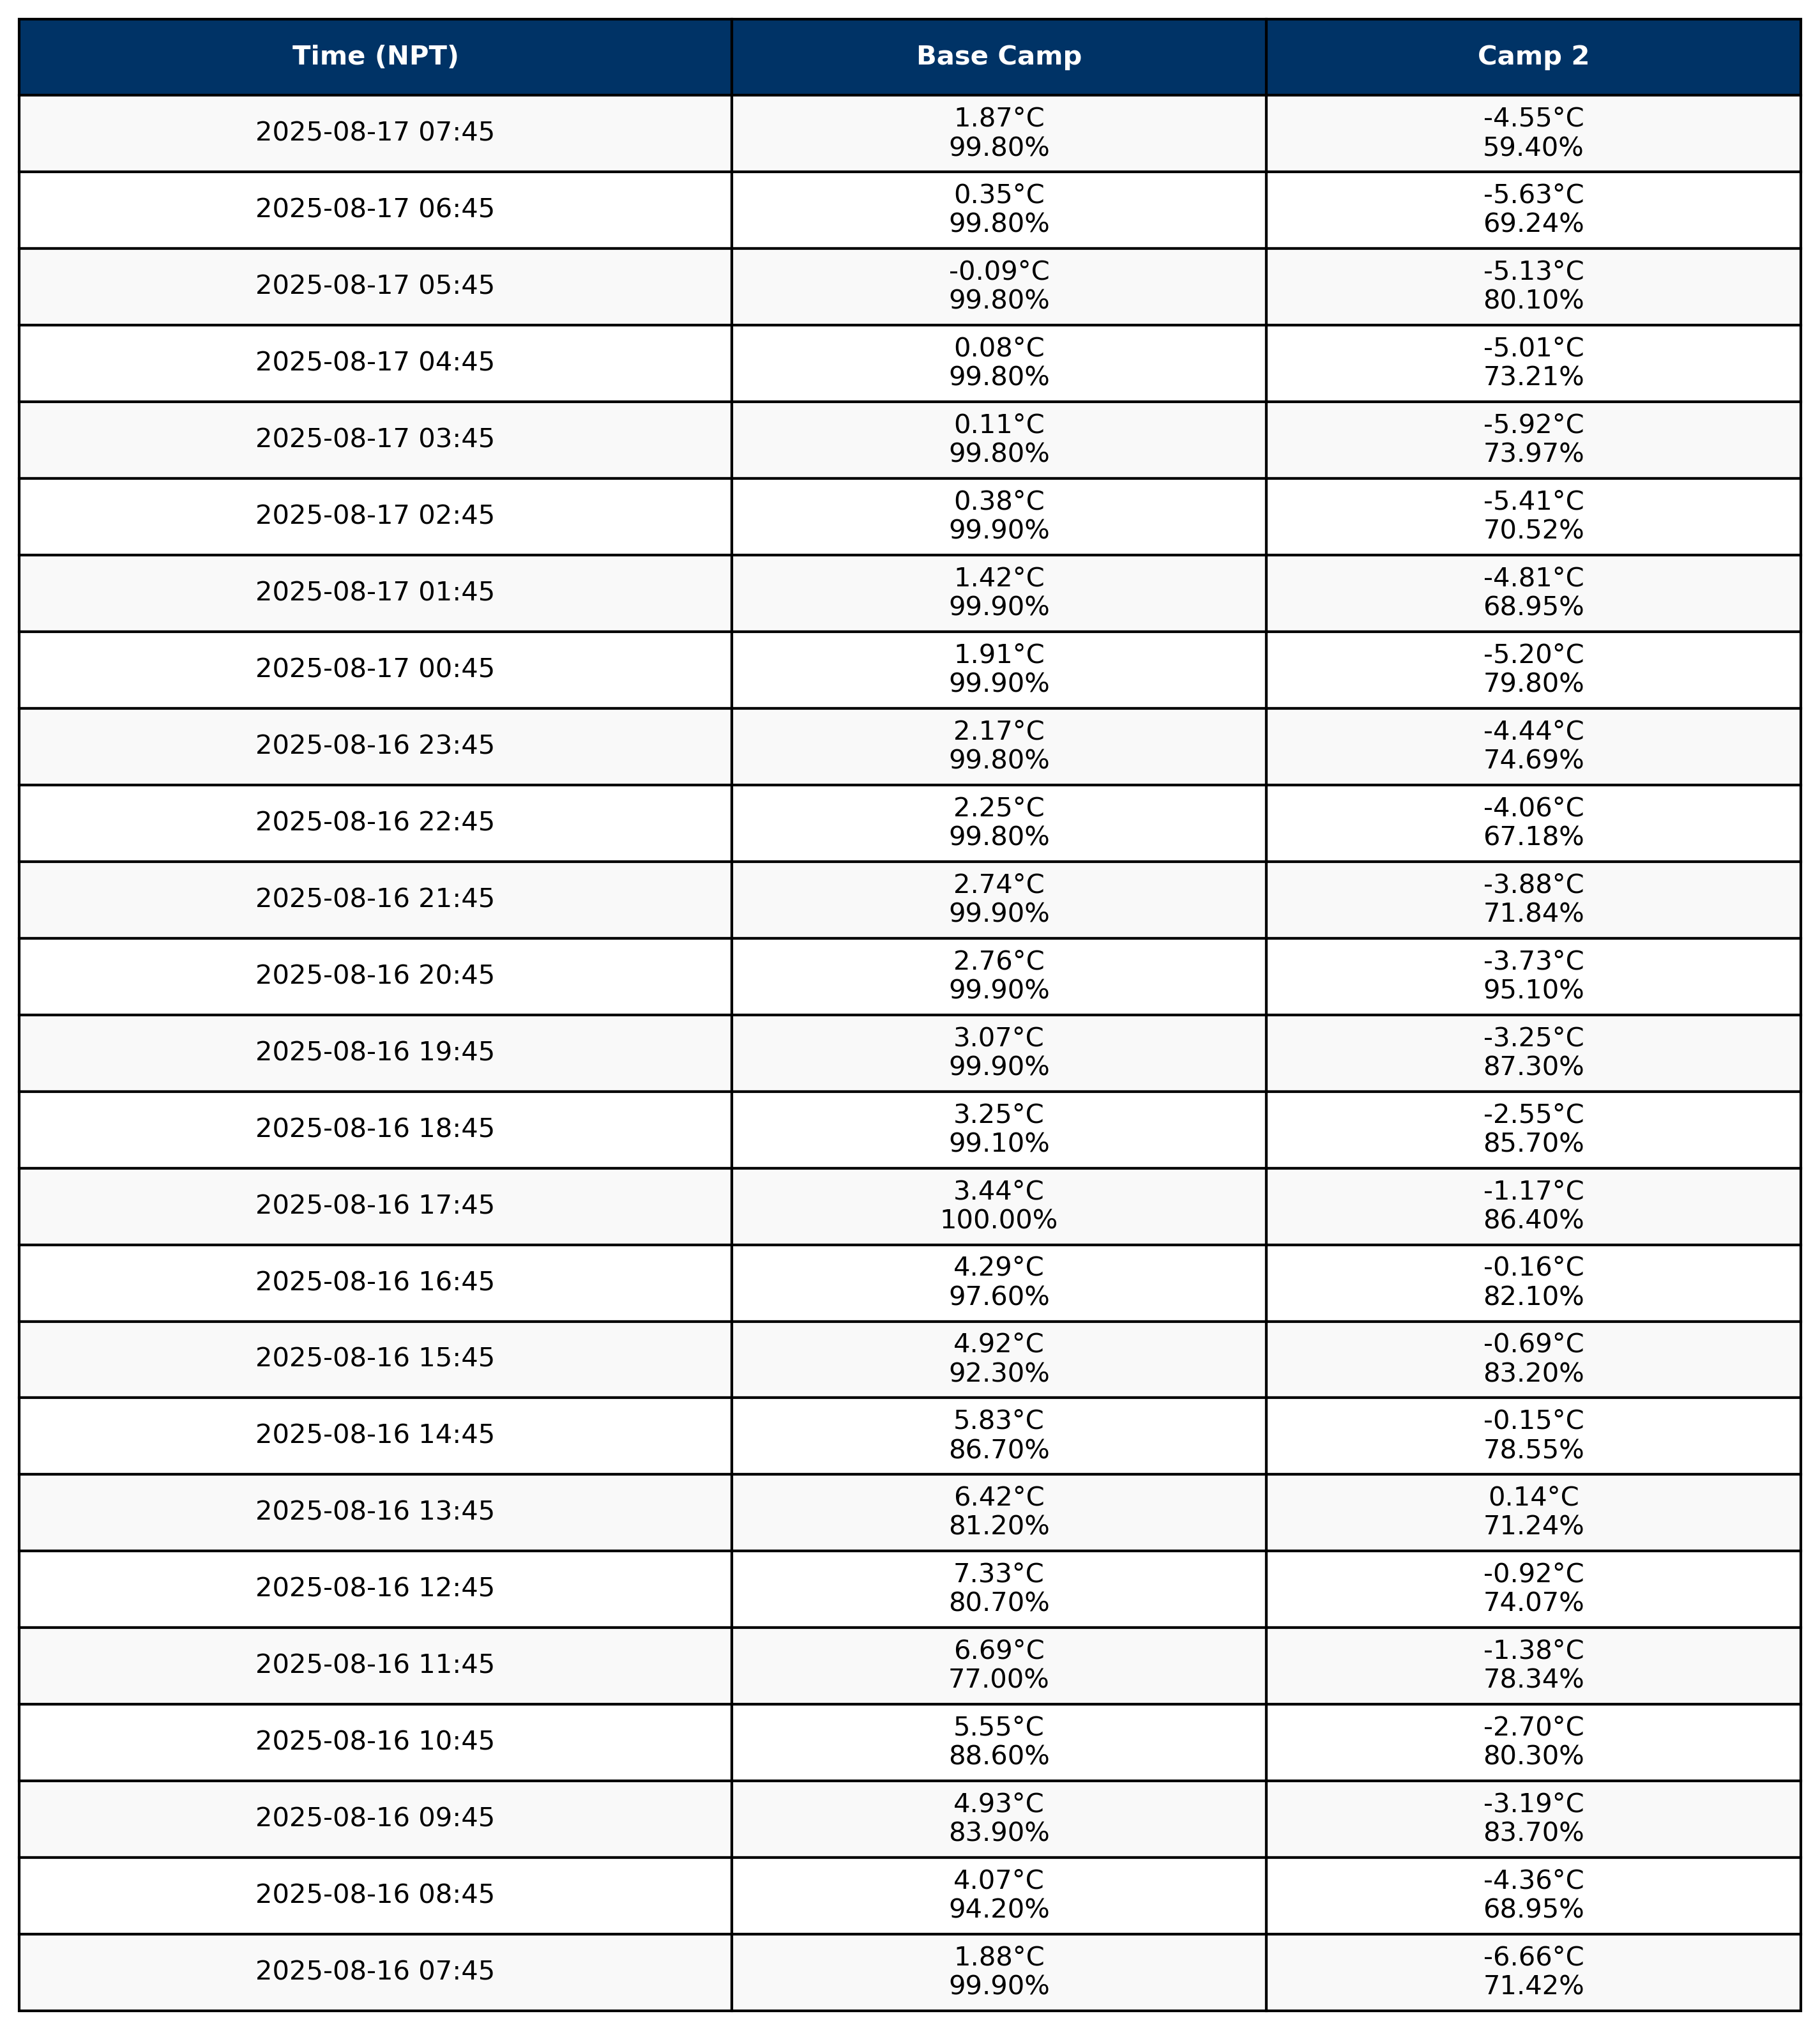 Time (NPT) Base Camp Camp 2
2025-08-17 07:45 1.87°C -4.55°C
99.80% 59.40%
2025-08-17 06:45 0.35°C -5.63°C
99.80% 69.24%
2025-08-17 05:45 -0.09°C -5.13°C
99.80% 80.10%
2025-08-17 04:45 0.08°C -5.01°C
99.80% 73.21%
2025-08-17 03:45 0.11°C -5.92°C
99.80% 73.97%
2025-08-17 02:45 0.38°C -5.41°C
99.90% 70.52%
2025-08-17 01:45 1.42°C -4.81°C
99.90% 68.95%
2025-08-17 00:45 1.91°C -5.20°C
99.90% 79.80%
2025-08-16 23:45 2.17°C -4.44°C
99.80% 74.69%
2025-08-16 22:45 2.25°C -4.06°C
99.80% 67.18%
2025-08-16 21:45 2.74°C -3.88°C
99.90% 71.84%
2025-08-16 20:45 2.76°C -3.73°C
99.90% 95.10%
2025-08-16 19:45 3.07°C -3.25°C
99.90% 87.30%
2025-08-16 18:45 3.25°C -2.55°C
99.10% 85.70%
2025-08-16 17:45 3.44°C -1.17°C
100.00% 86.40%
2025-08-16 16:45 4.29°C -0.16°C
97.60% 82.10%
2025-08-16 15:45 4.92°C -0.69°C
92.30% 83.20%
2025-08-16 14:45 5.83°C -0.15°C
86.70% 78.55%
2025-08-16 13:45 6.42°C 0.14°C
81.20% 71.24%
2025-08-16 12:45 7.33°C -0.92°C
80.70% 74.07%
2025-08-16 11:45 6.69°C -1.38°C
77.00% 78.34%
2025-08-16 10:45 5.55°C -2.70°C
88.60% 80.30%
2025-08-16 09:45 4.93°C -3.19°C
83.90% 83.70%
2025-08-16 08:45 4.07°C -4.36°C
94.20% 68.95%
2025-08-16 07:45 1.88°C -6.66°C
99.90% 71.42%